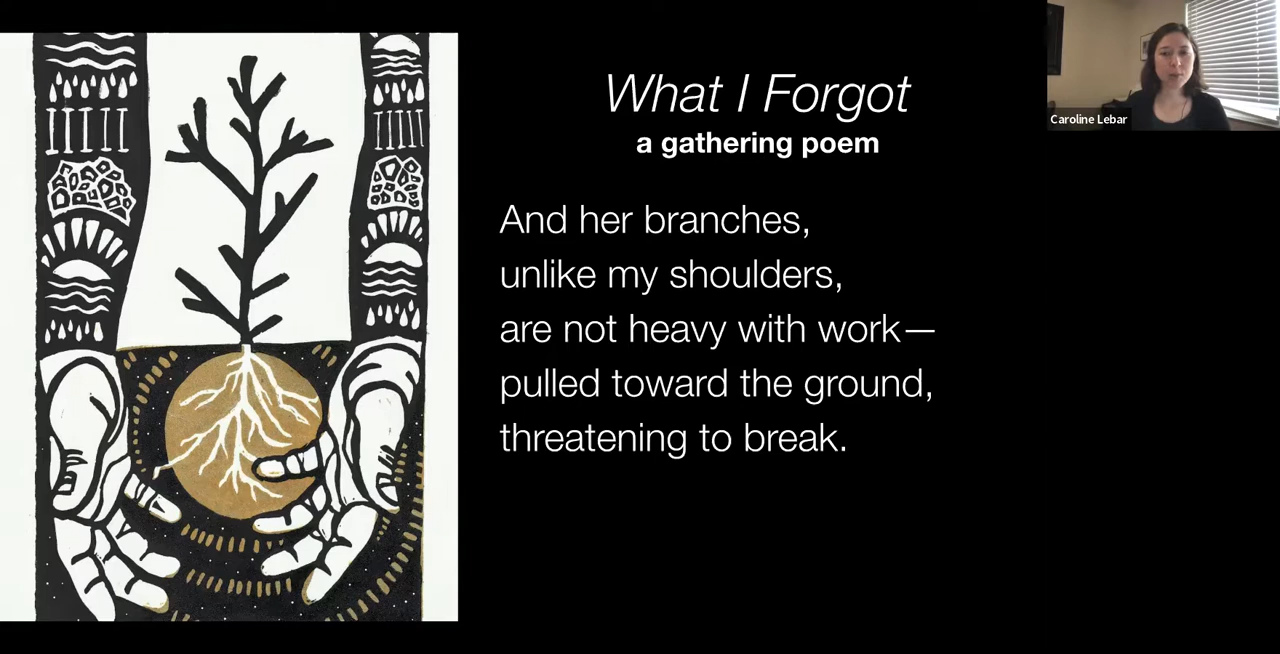 What I Forgot
a gathering poem
Caroline Lebar
And her branches,
unlike my shoulders,
are not heavy with work—
pulled toward the ground,
threatening to break.